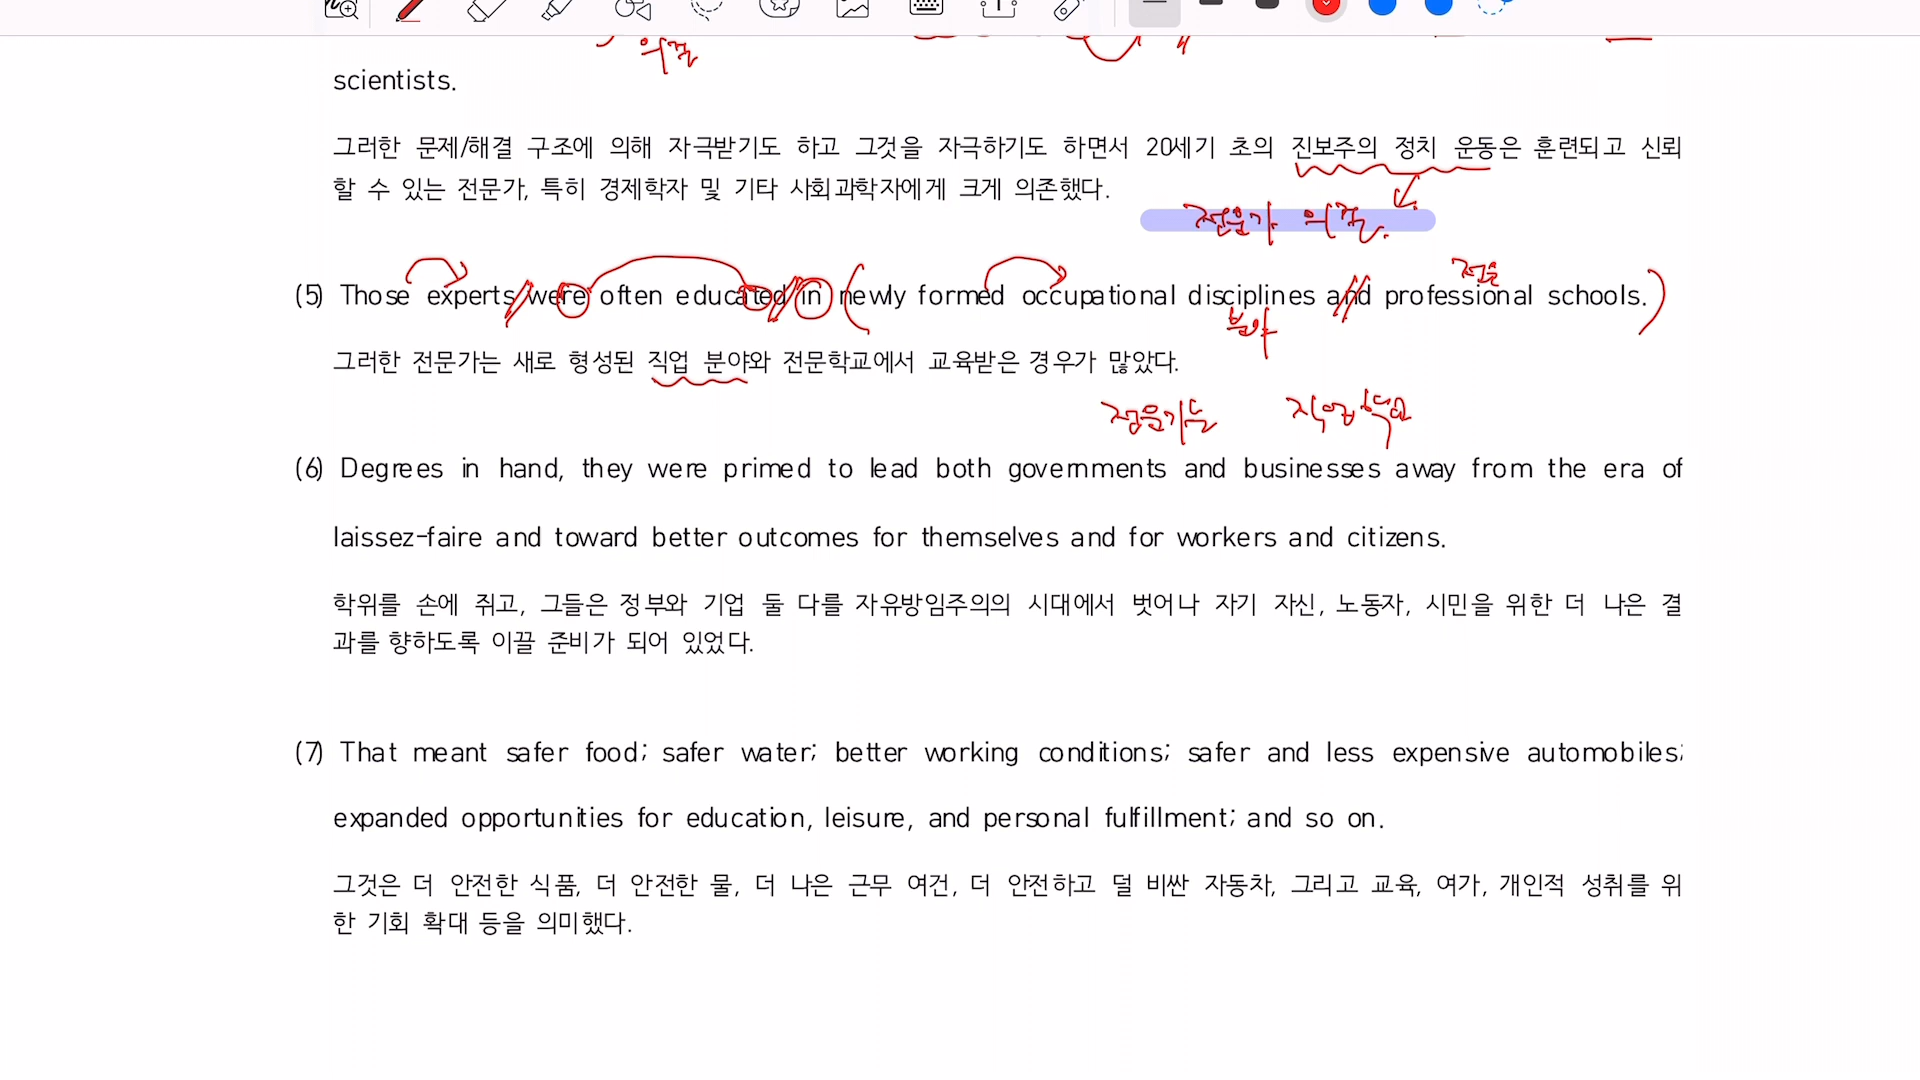 의존
scientists.
그러한 문제/해결 구조에 의해 자극받기도 하고 그것을 자극하기도 하면서 20세기 초의 진보주의 정치 운동은 훈련되고 신뢰
할 수 있는 전문가, 특히 경제학자 및 기타 사회과학자에게 크게 의존했다.
전문가 의존.
전문
(5) Those experts were often educated in newly formed occupational disciplines and professional schools.
분야
그러한 전문가는 새로 형성된 직업 분야와 전문학교에서 교육받은 경우가 많았다.
전문가는 직업학교
(6) Degrees in hand, they were primed to lead both governments and businesses away from the era of
laissez-faire and toward better outcomes for themselves and for workers and citizens.
학위를 손에 쥐고, 그들은 정부와 기업 둘 다를 자유방임주의의 시대에서 벗어나 자기 자신, 노동자, 시민을 위한 더 나은 결
과를 향하도록 이끌 준비가 되어 있었다.
(7) That meant safer food; safer water; better working conditions; safer and less expensive automobiles;
expanded opportunities for education, leisure, and personal fulfillment; and so on.
그것은 더 안전한 식품, 더 안전한 물, 더 나은 근무 여건, 더 안전하고 덜 비싼 자동차, 그리고 교육, 여가, 개인적 성취를 위
한 기회 확대 등을 의미했다.